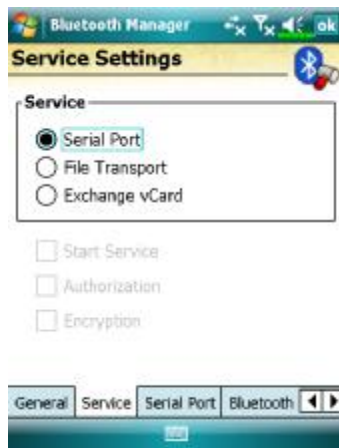 Bluetooth Manager ok
Service Settings
Service
Serial Port
File Transport
Exchange vCard
Start Service
Authorization
Encryption
General Service Serial Port Bluetooth